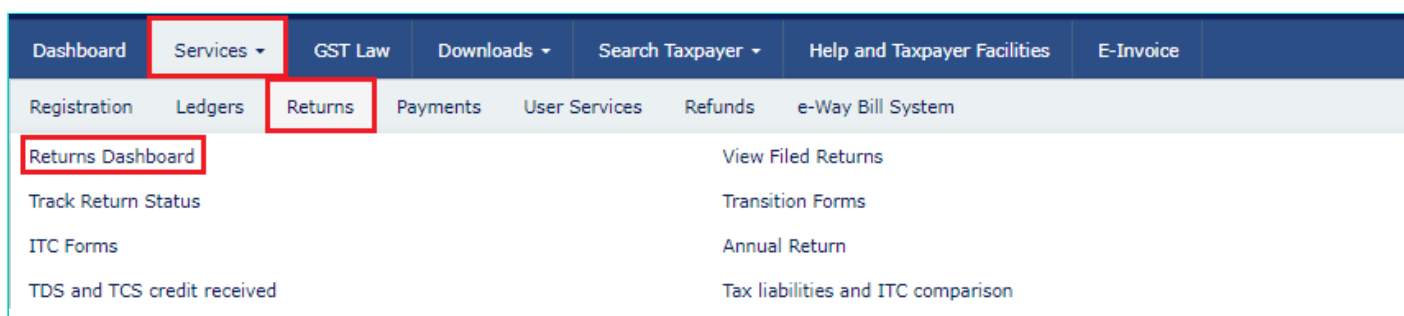 Dashboard Services GST Law Downloads Search Taxpayer Help and Taxpayer Facilities E-Invoice
Registration Ledgers Returns Payments User Services Refunds e-Way Bill System
Returns Dashboard View Filed Returns
Track Return Status Transition Forms
ITC Forms Annual Return
TDS and TCS credit received Tax liabilities and ITC comparison